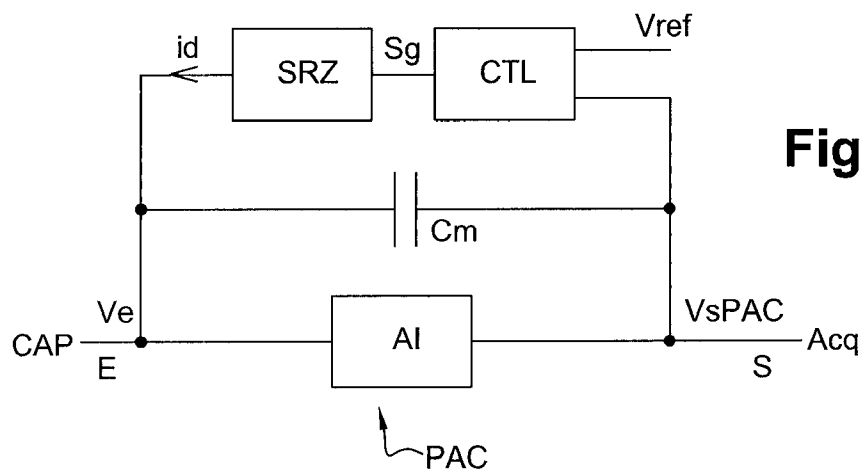 Vref
id
SRZ
Sg
CTL
Fig
Cm
Ve
VsPAC
CAP
AI
Acq
E
S
PAC